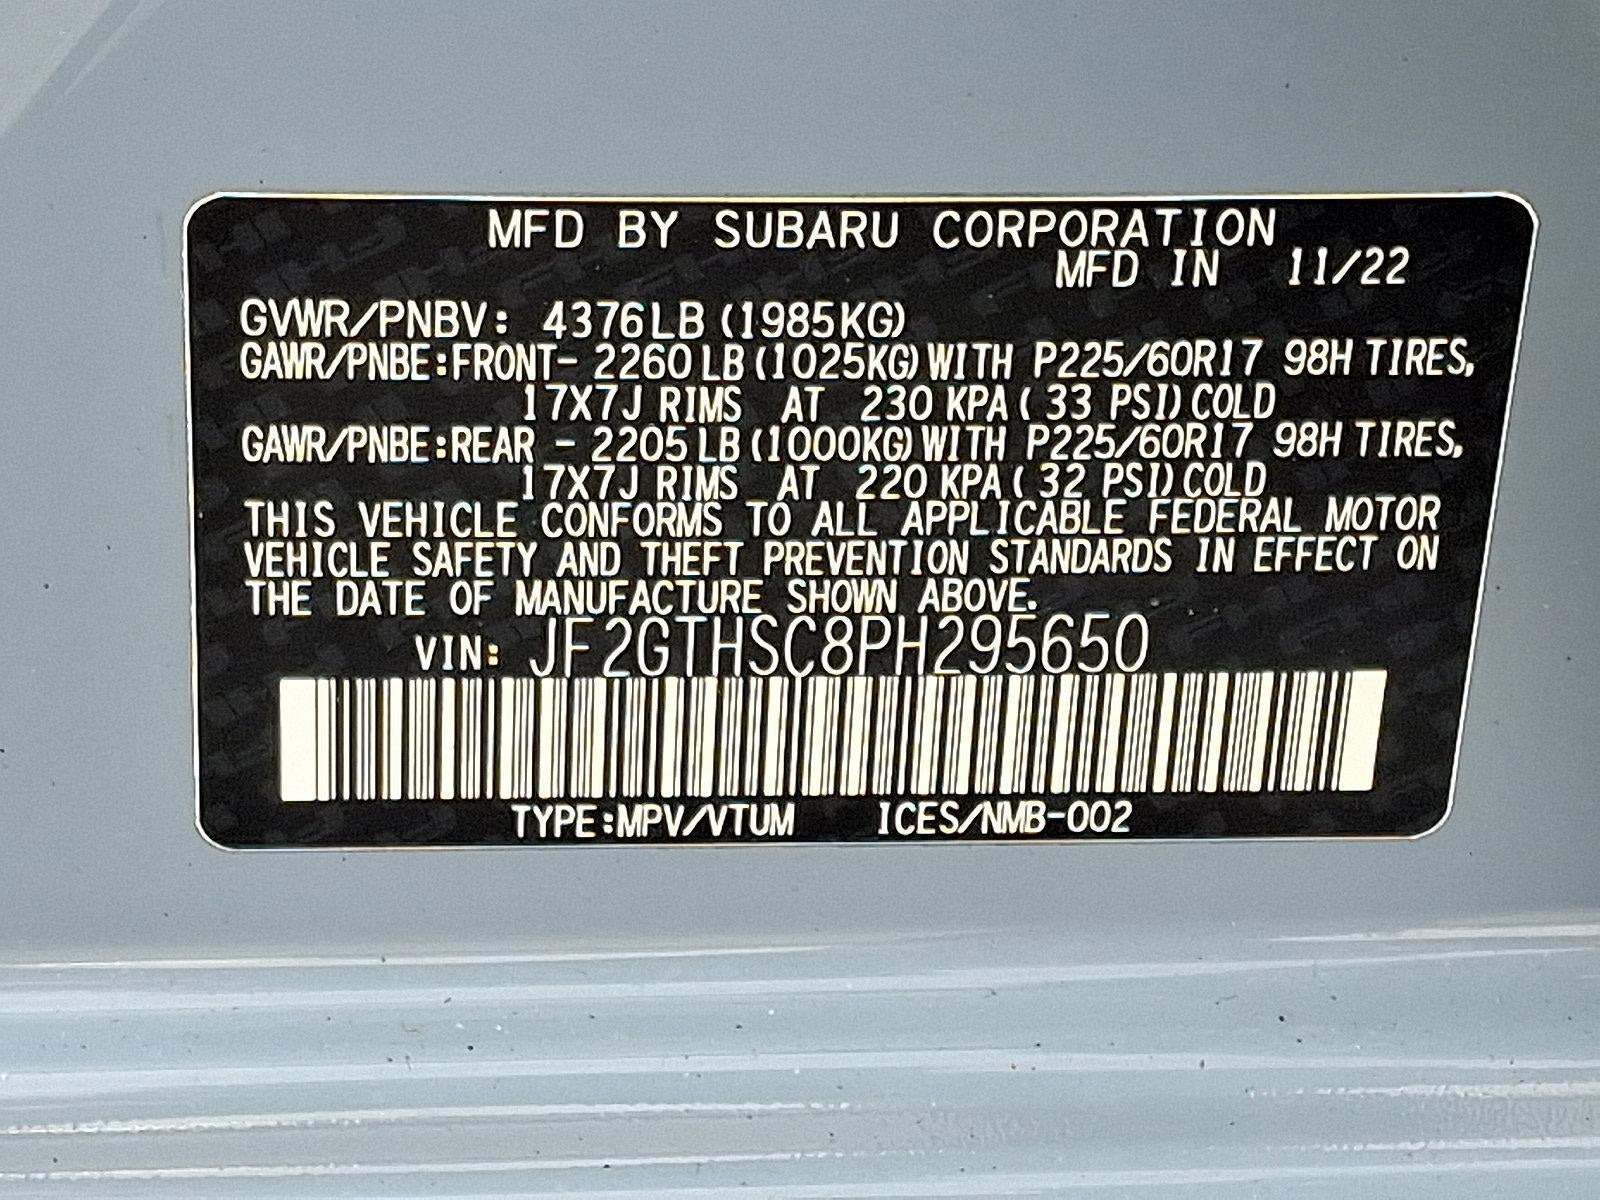 MFD BY SUBARU CORPORATION
MFD IN 11/22
GVWR/PNBV: 4376LB (1985KG)
GAWR/PNBE:FRONT- 2260 LB (1025KG) WITH P225/60R17 98H TIRES,
17X7J RIMS AT 230 KPA ( 33 PSI) COLD
GAWR/PNBE:REAR - 2205 LB (1000KG) WITH P225/60R17 98H TIRES,
17X7J RIMS AT 220 KPA ( 32 PSI) COLD
THIS VEHICLE CONFORMS TO ALL APPLICABLE FEDERAL MOTOR
VEHICLE SAFETY AND THEFT PREVENTION STANDARDS IN EFFECT ON
THE DATE OF MANUFACTURE SHOWN ABOVE.
VIN: JF2GTHSC8PH295650
TYPE:MPV/VTUM ICES/NMB-002